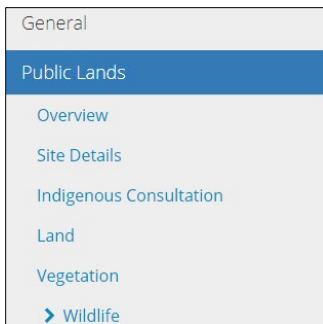 General
Public Lands
Overview
Site Details
Indigenous Consultation
Land
Vegetation
Wildlife